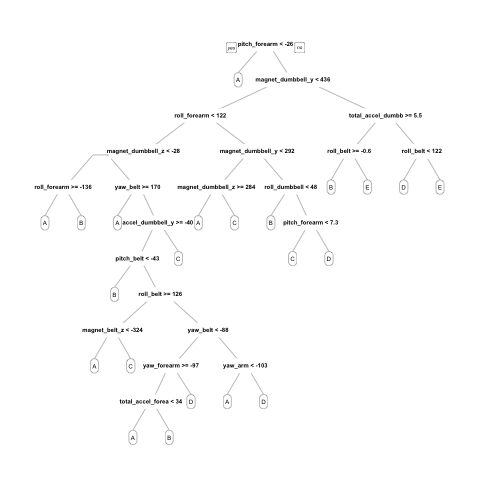 yes pitch_forearm < -26 no
A magnet_dumbbell_y < 436
roll_forearm < 122 total_accel_dumbb >= 5.5
magnet_dumbbell_z < -28 magnet_dumbbell_y < 292 roll_belt >= -0.6 roll_belt < 122
roll_forearm >= -136 yaw_belt >= 170 magnet_dumbbell_z >= 284 roll_dumbbell < 48 B E D E
A B A accel_dumbbell_y >= -40 A C B pitch_forearm < 7.3
pitch_belt < -43 C C D
B roll_belt >= 126
magnet_belt_z < -324 yaw_belt < -88
A C yaw_forearm >= -97 yaw_arm < -103
total_accel_forea < 34 D A D
A B